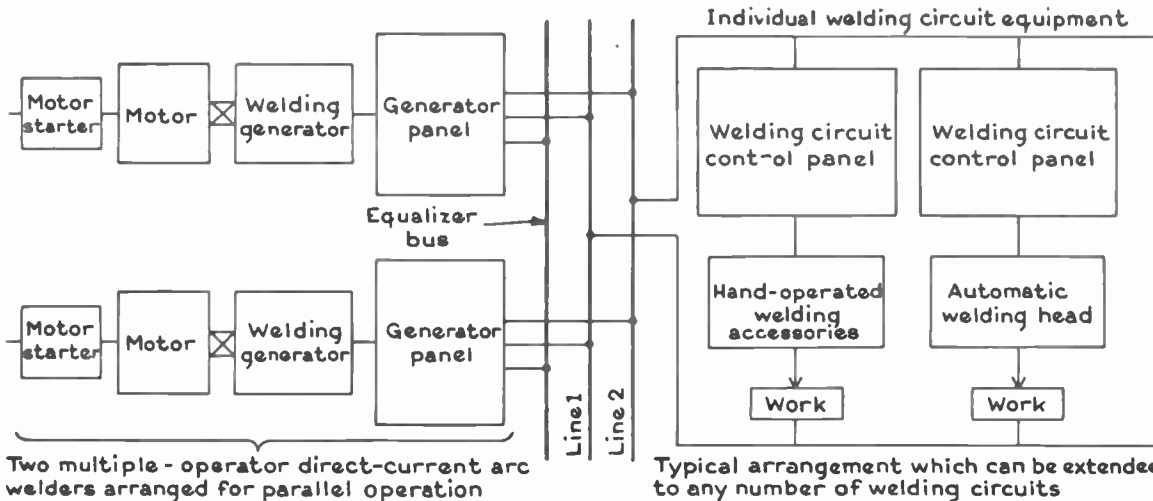 Individual welding circuit equipment
Motor
starter
Motor
Welding
generator
Generator
panel
Welding circuit
cont-ol panel
Welding circuit
control panel
Equalizer
bus
Motor
starter
Motor
Welding
generator
Generator
panel
Hand-operated
welding
accessories
Automatic
welding head
Line 1
Line 2
Work
Work
Two multiple-operator direct-current arc
welders arranged for parallel operation
Typical arrangement which can be extended
to any number of welding circuits